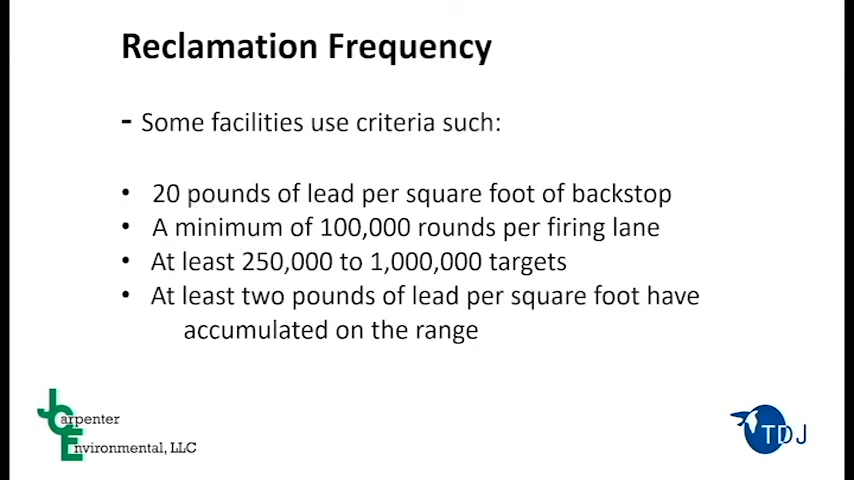 Reclamation Frequency
- Some facilities use criteria such:
• 20 pounds of lead per square foot of backstop
• A minimum of 100,000 rounds per firing lane
• At least 250,000 to 1,000,000 targets
• At least two pounds of lead per square foot have
accumulated on the range
JCarpenter
Environmental, LLC
TDJ